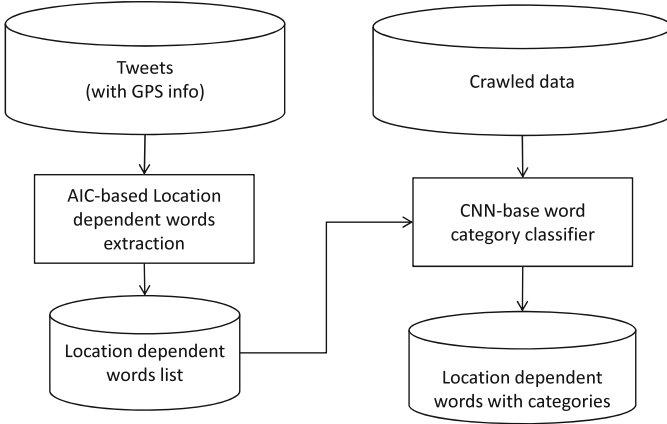 Tweets
(with GPS info)
AIC-based Location
dependent words
extraction
Location dependent
words list
Crawled data
CNN-base word
category classifier
Location dependent
words with categories